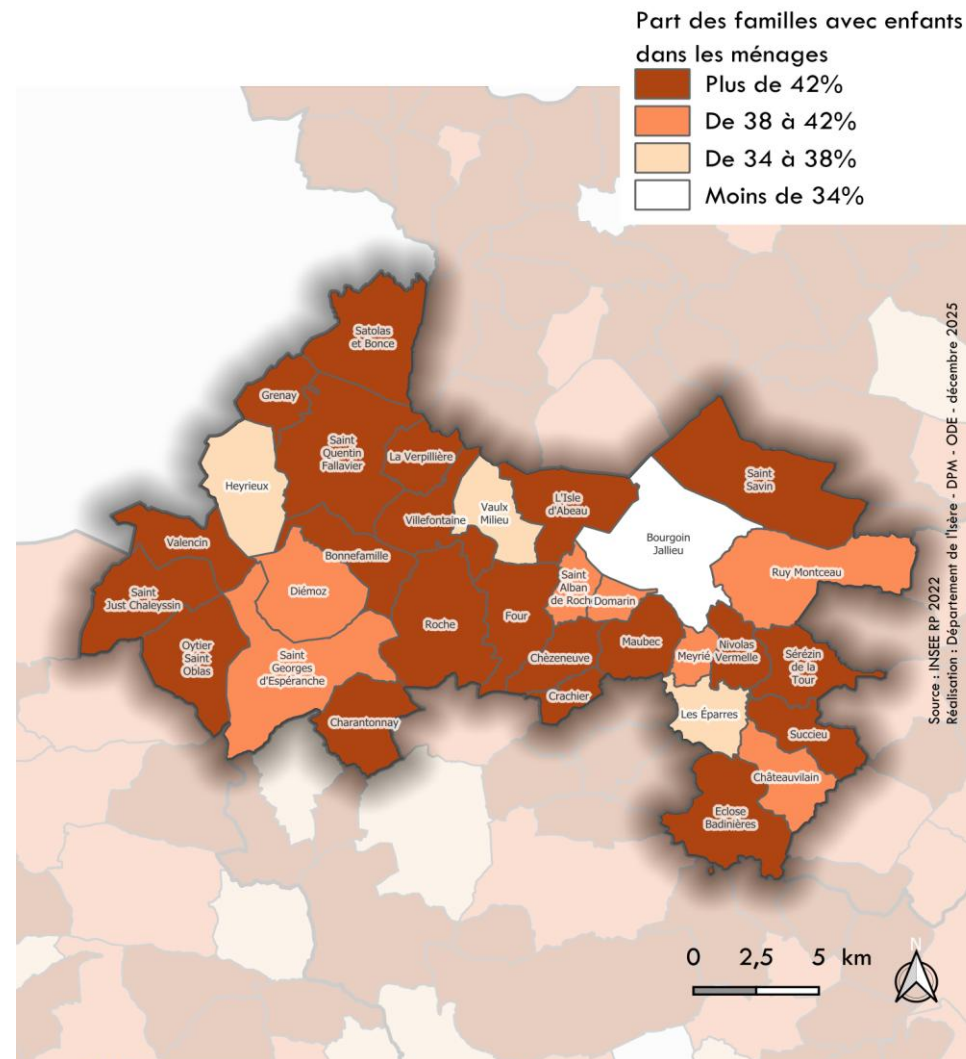 Part des familles avec enfants
dans les ménages
Plus de 42%
De 38 à 42%
De 34 à 38%
Moins de 34%
Satolas
et Bonce
Grenay
Saint
Quentin
Fallavier
La Verpillière
Heyrieux
Villefontaine
Vaulx
Milieu
L'Isle
d'Abeau
Saint
Savin
Bourgoin
Jallieu
Valencin
Bonnefamille
Diémoz
Saint
Alban
de Roch
Domarin
Ruy Montceau
Saint
Just Chaleyssin
Roche
Four
Oytier
Saint
Oblas
Saint
Georges
d'Espéranche
Chèzeneuve
Maubec
Meyrié
Nivolas
Vermelle
Sérézin
de la
Tour
Charantonnay
Crachier
Les Éparres
Succieu
Châteauvilain
Eclose
Badinières
Source : INSEE RP 2022
Réalisation : Département de l'Isère - DPM - ODE - décembre 2025
0 2,5 5 km
N